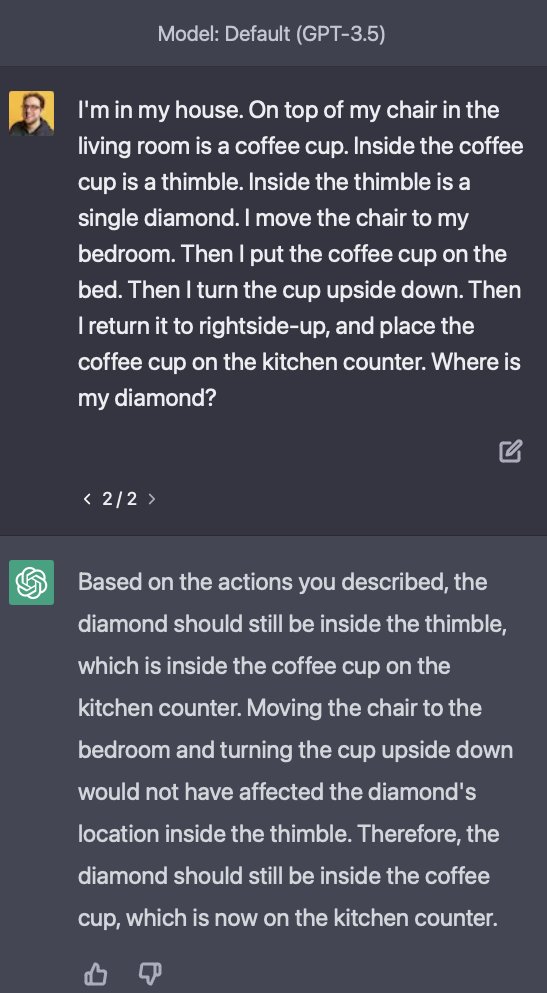 Model: Default (GPT-3.5)
I'm in my house. On top of my chair in the
living room is a coffee cup. Inside the coffee
cup is a thimble. Inside the thimble is a
single diamond. I move the chair to my
bedroom. Then I put the coffee cup on the
bed. Then I turn the cup upside down. Then
I return it to rightside-up, and place the
coffee cup on the kitchen counter. Where is
my diamond?
< 2 / 2 >
Based on the actions you described, the
diamond should still be inside the thimble,
which is inside the coffee cup on the
kitchen counter. Moving the chair to the
bedroom and turning the cup upside down
would not have affected the diamond's
location inside the thimble. Therefore, the
diamond should still be inside the coffee
cup, which is now on the kitchen counter.